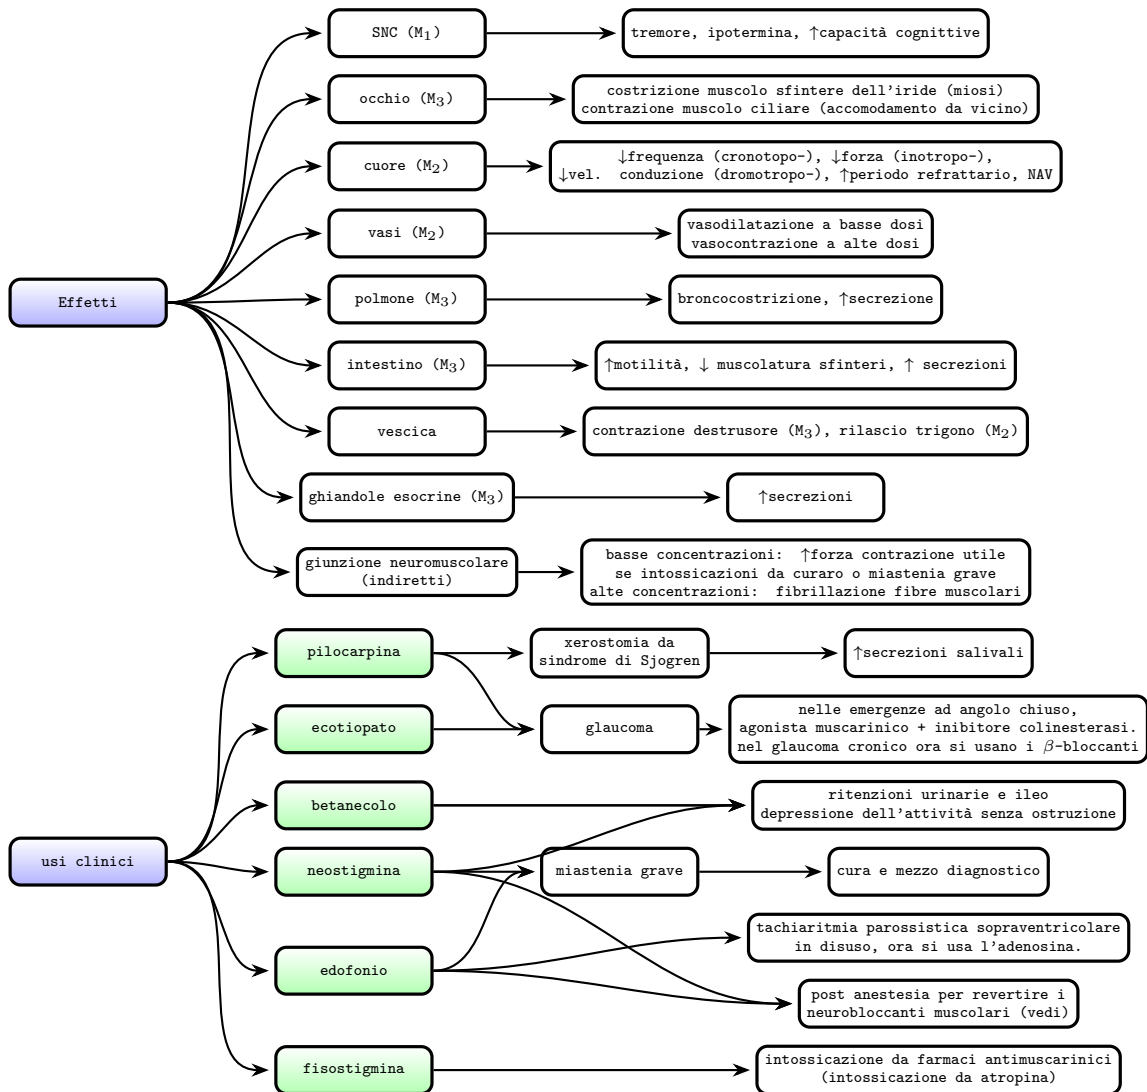 SNC (M₁)
tremore, ipotermina, ↑capacità cognittive
occhio (M₃)
costrizione muscolo sfintere dell'iride (miosi)
contrazione muscolo ciliare (accomodamento da vicino)
cuore (M₂)
↓frequenza (cronotopo-), ↓forza (inotropo-),
↓vel. conduzione (dromotropo-), ↑periodo refrattario, NAV
vasi (M₂)
vasodilatazione a basse dosi
vasocontrazione a alte dosi
Effetti
polmone (M₃)
broncocostrizione, ↑secrezione
intestino (M₃)
↑motilità, ↓ muscolatura sfinteri, ↑ secrezioni
vescica
contrazione destrusore (M₃), rilascio trigono (M₂)
ghiandole esocrine (M₃)
↑secrezioni
giunzione neuromuscolare
(indiretti)
basse concentrazioni: ↑forza contrazione utile
se intossicazioni da curaro o miastenia grave
alte concentrazioni: fibrillazione fibre muscolari
pilocarpina
xerostomia da
sindrome di Sjogren
↑secrezioni salivali
ecotiopato
glaucoma
nelle emergenze ad angolo chiuso,
agonista muscarinico + inibitore colinesterasi.
nel glaucoma cronico ora si usano i β-bloccanti
betanecolo
ritenzioni urinarie e ileo
depressione dell'attività senza ostruzione
usi clinici
neostigmina
miastenia grave
cura e mezzo diagnostico
edofonio
tachiaritmia parossistica sopraventricolare
in disuso, ora si usa l'adenosina.
post anestesia per revertire i
neurobloccanti muscolari (vedi)
fisostigmina
intossicazione da farmaci antimuscarinici
(intossicazione da atropina)